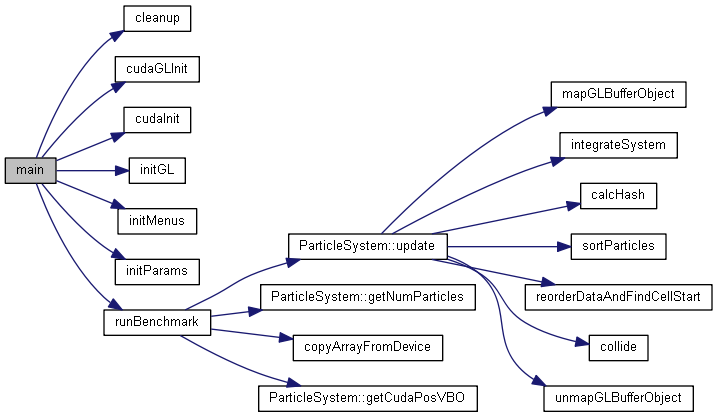 main
cleanup
cudaGLInit
cudaInit
initGL
initMenus
initParams
runBenchmark
ParticleSystem::update
ParticleSystem::getNumParticles
copyArrayFromDevice
ParticleSystem::getCudaPosVBO
mapGLBufferObject
integrateSystem
calcHash
sortParticles
reorderDataAndFindCellStart
collide
unmapGLBufferObject